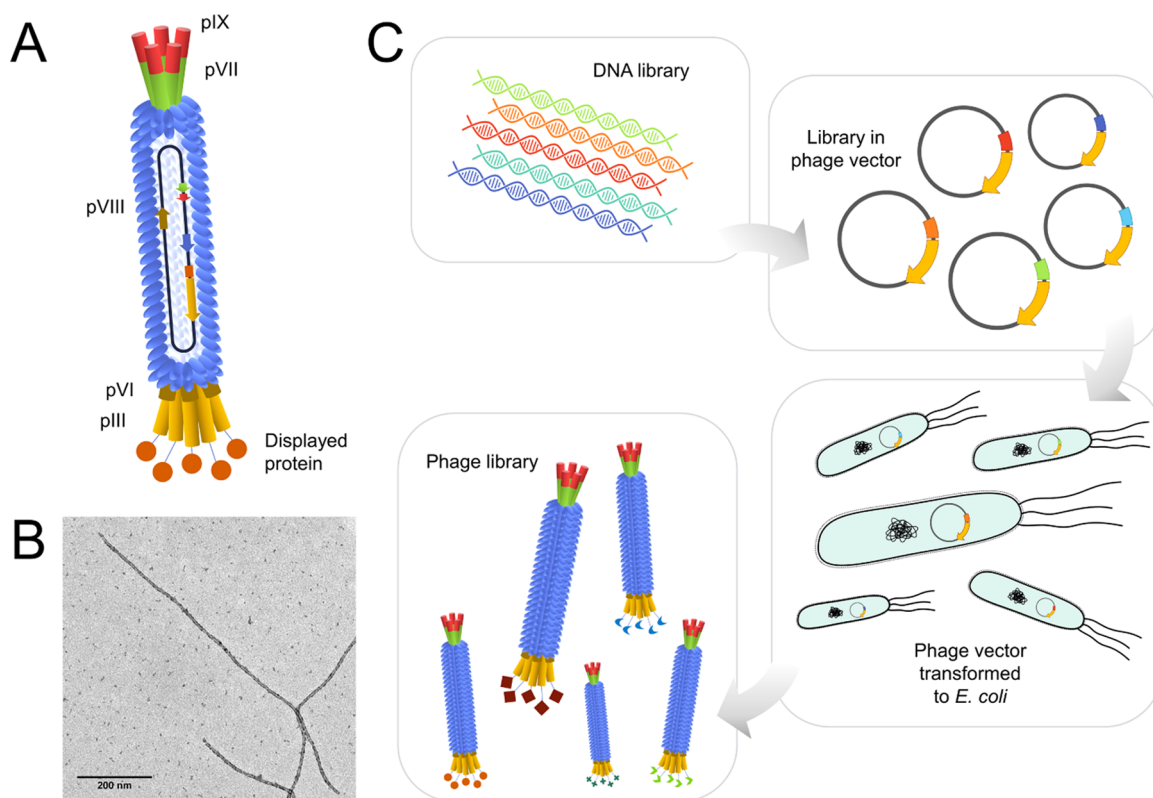 A
pIX
pVII
pVIII
pVI
pIII
Displayed
protein
B
200 nm
C
DNA library
Library in
phage vector
Phage vector
transformed
to E. coli
Phage library